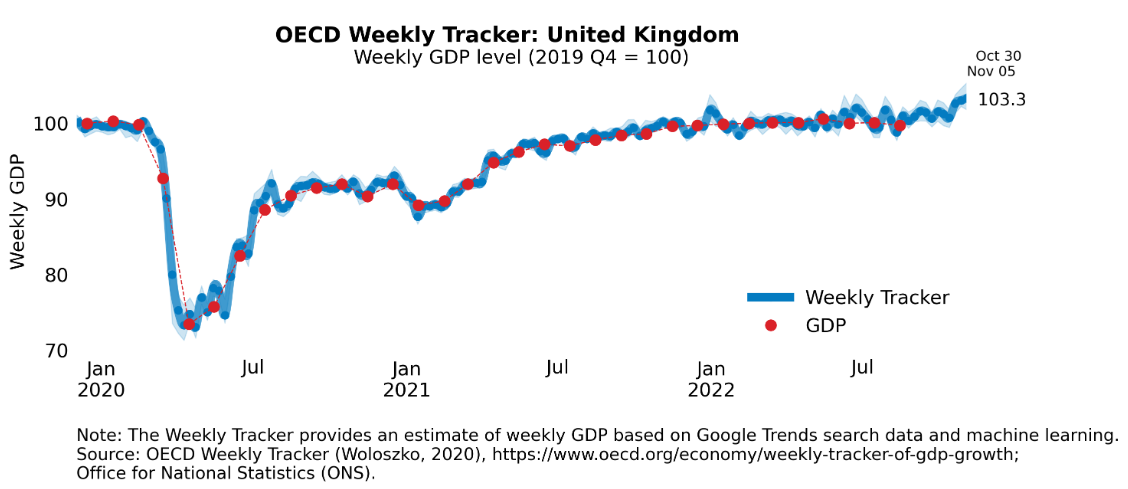 OECD Weekly Tracker: United Kingdom
Weekly GDP level (2019 Q4 = 100)
Oct 30
Nov 05
103.3
100
90
80
70
Weekly GDP
Weekly Tracker
GDP
Jan
2020
Jul
Jan
2021
Jul
Jan
2022
Jul
Note: The Weekly Tracker provides an estimate of weekly GDP based on Google Trends search data and machine learning.
Source: OECD Weekly Tracker (Woloszko, 2020), https://www.oecd.org/economy/weekly-tracker-of-gdp-growth;
Office for National Statistics (ONS).